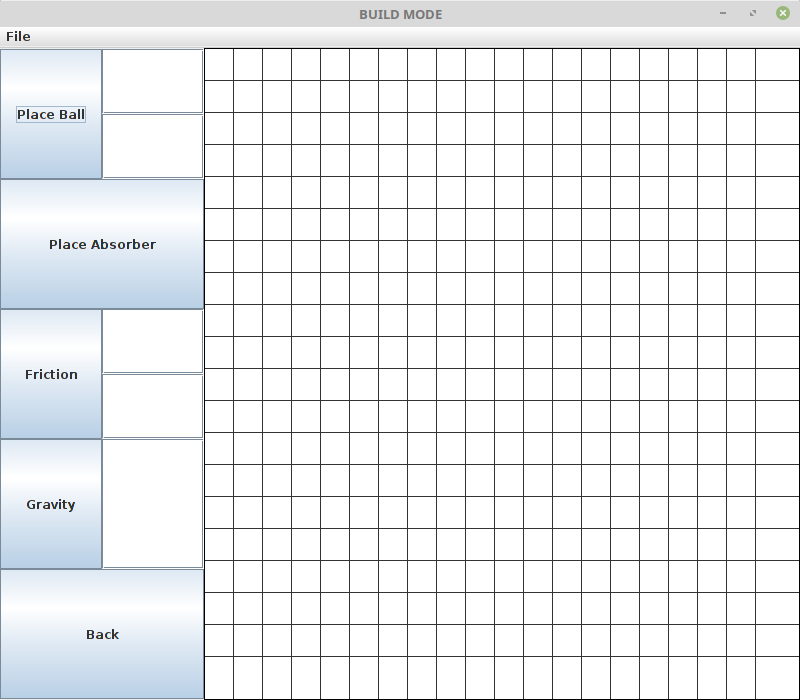 BUILD MODE
File
Place Ball
Place Absorber
Friction
Gravity
Back